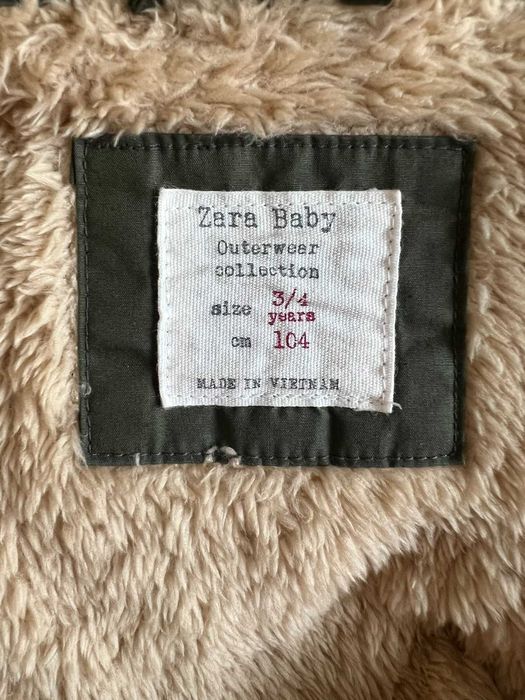 Zara Baby
Outerwear
collection
size 3/4 years
cm 104
MADE IN VIETNAM